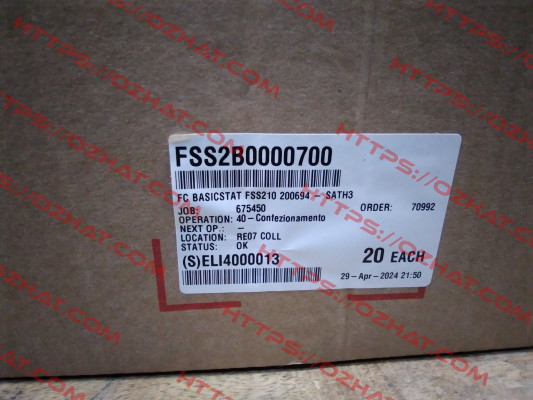 FSS2B0000700
FC BASICSTAT FSS210 200694 - SATH3
JOB: 675450 ORDER: 70992
OPERATION: 40-Confezionamento
NEXT OP.: -
LOCATION: RE07 COLL
STATUS: OK
(S)ELI4000013 20 EACH
29-Apr-2024 21:50
HTTPS://OZHAT.COM